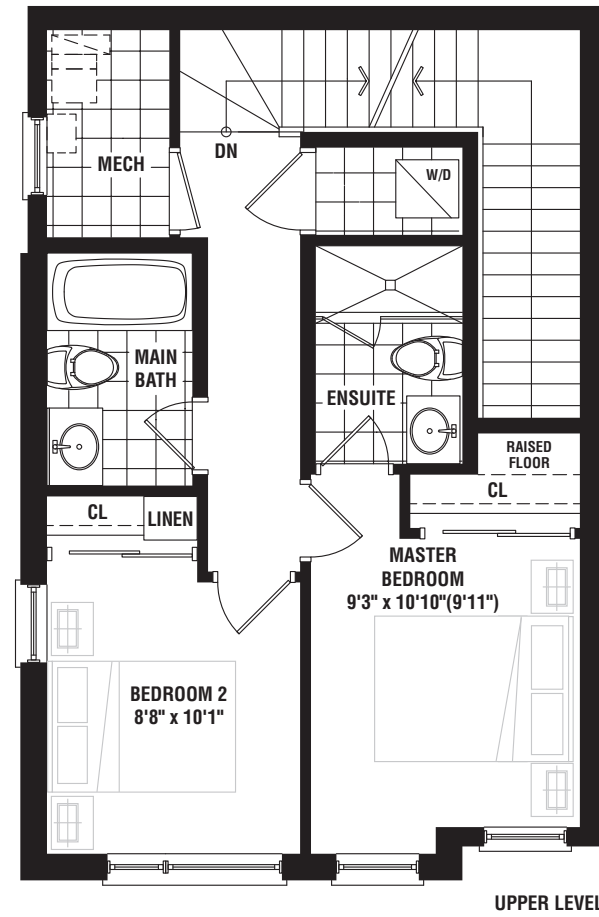 MECH
DN
W/D
MAIN
BATH
ENSUITE
RAISED
FLOOR
CL
CL
LINEN
MASTER
BEDROOM
9'3" x 10'10"(9'11")
BEDROOM 2
8'8" x 10'1"
UPPER LEVEL